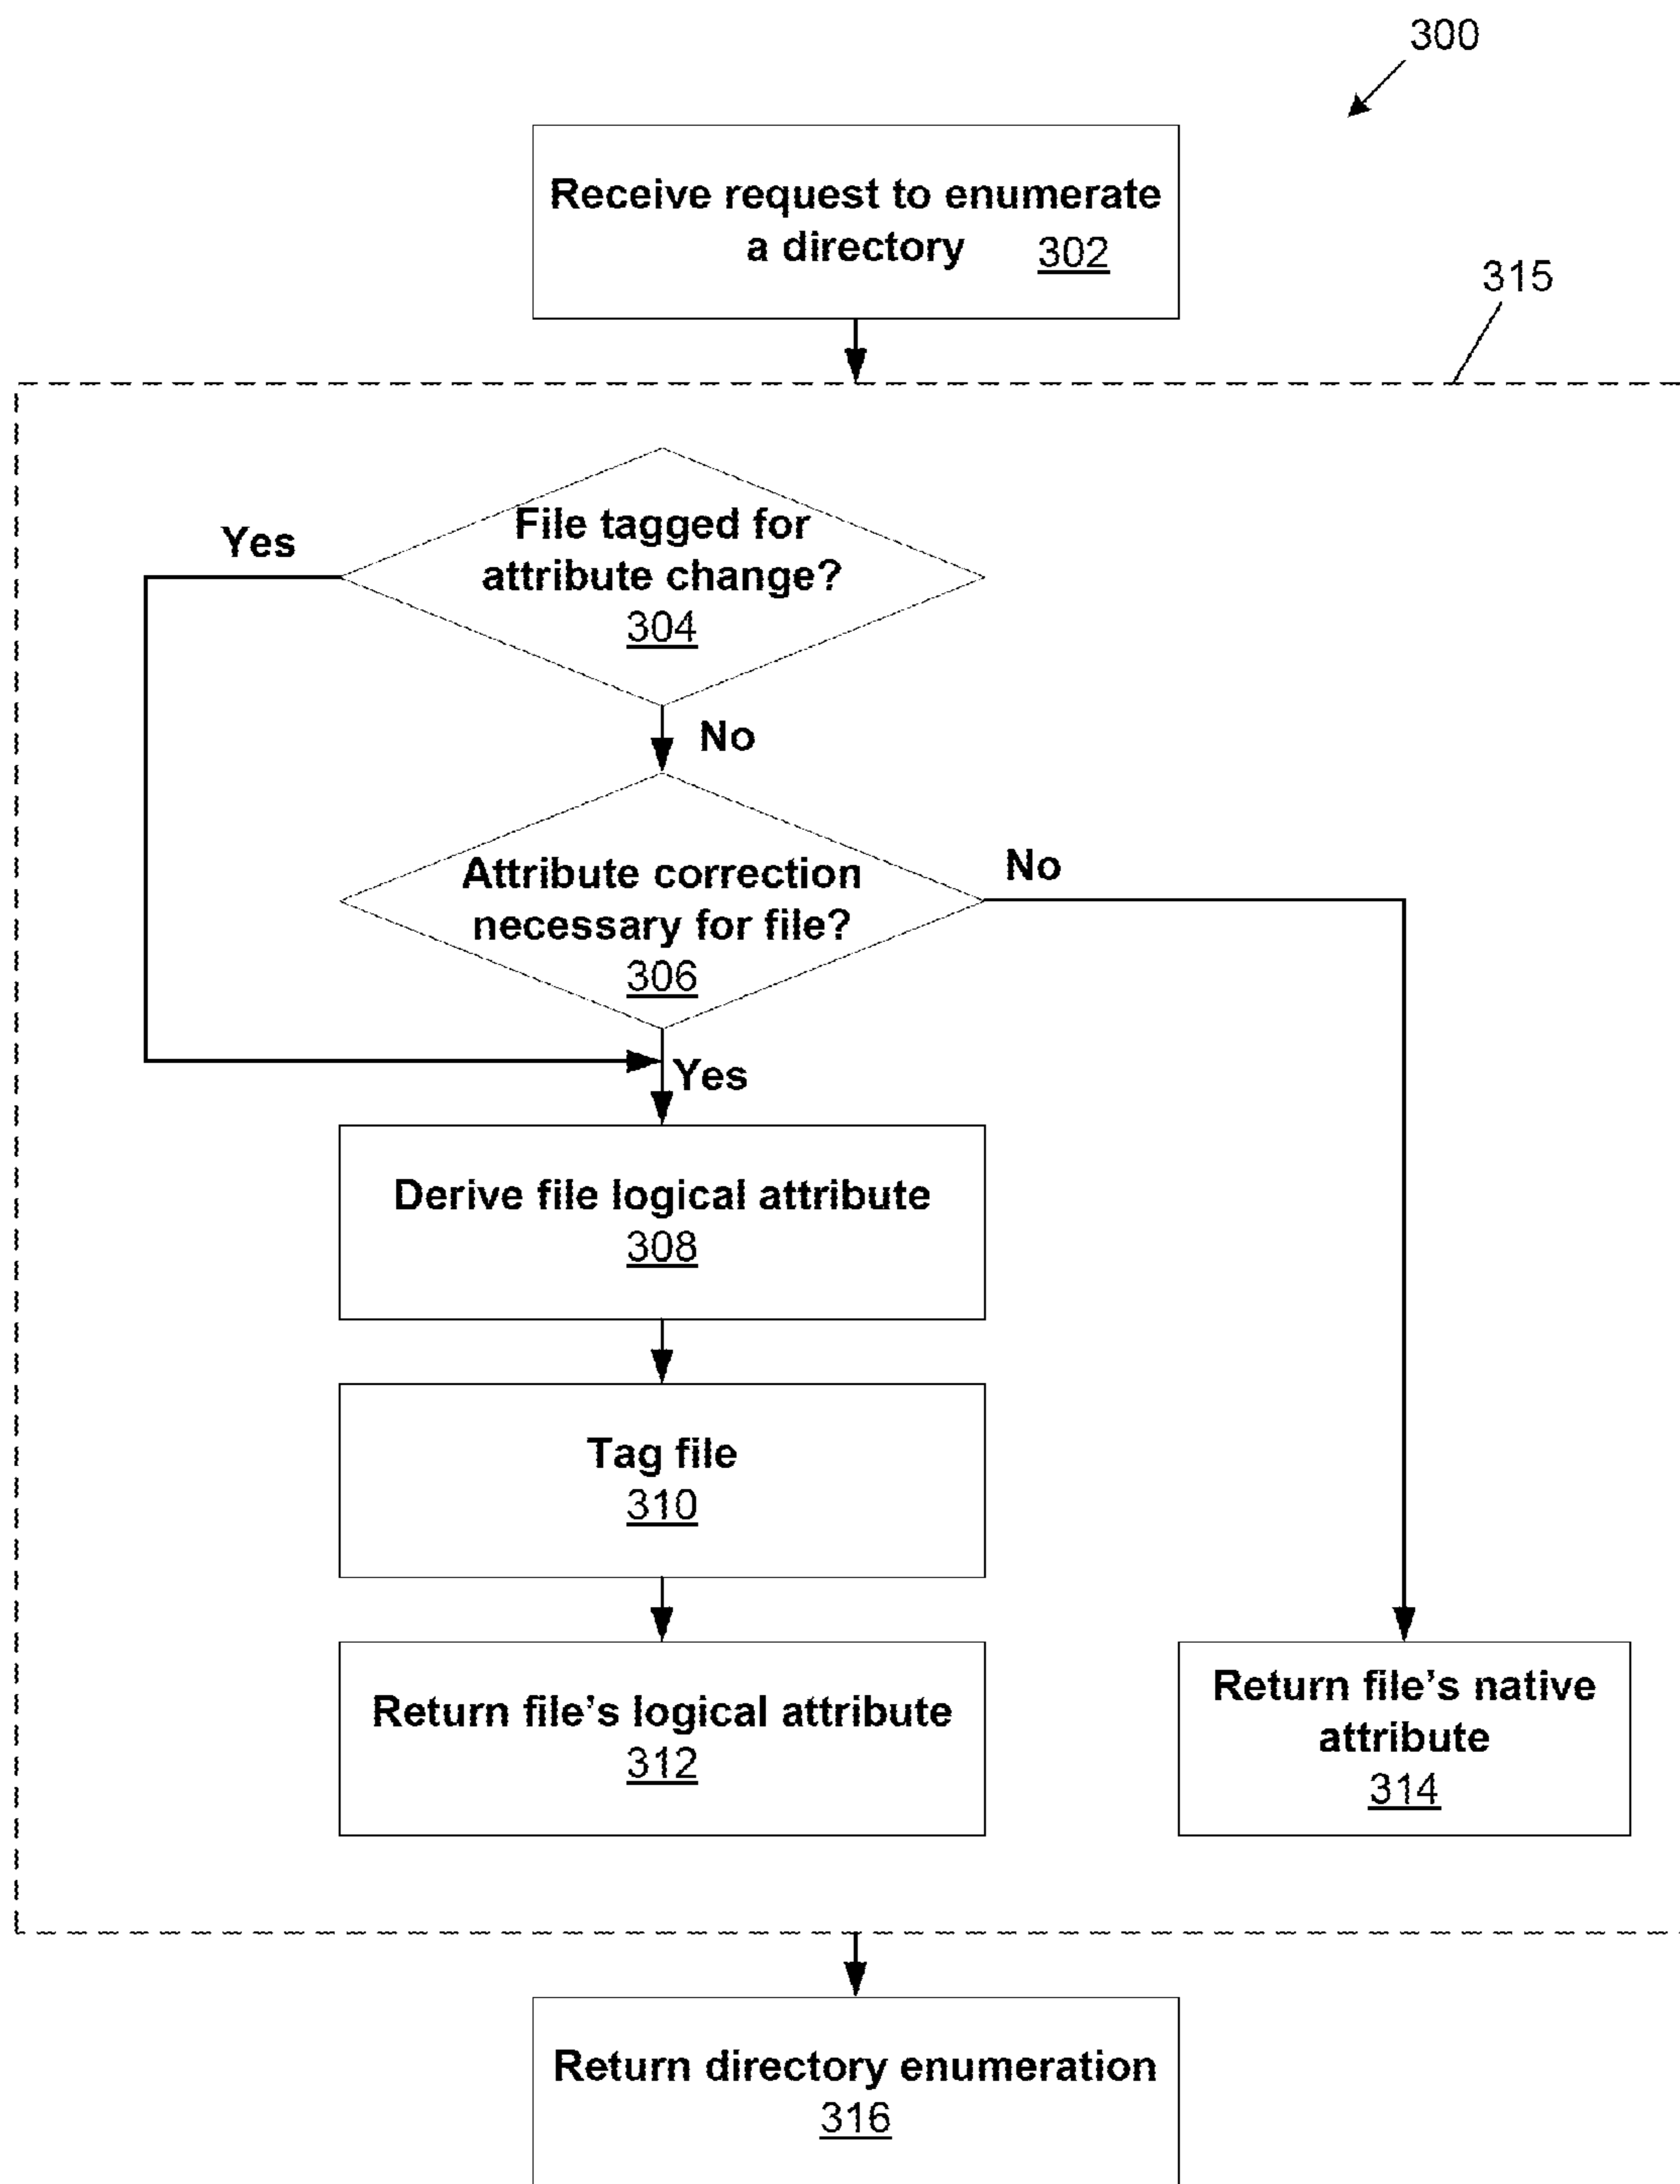 300
Receive request to enumerate
a directory 302
315
File tagged for
attribute change?
304
Yes
No
Attribute correction
necessary for file?
306
No
Yes
Derive file logical attribute
308
Tag file
310
Return file's logical attribute
312
Return file's native
attribute
314
Return directory enumeration
316